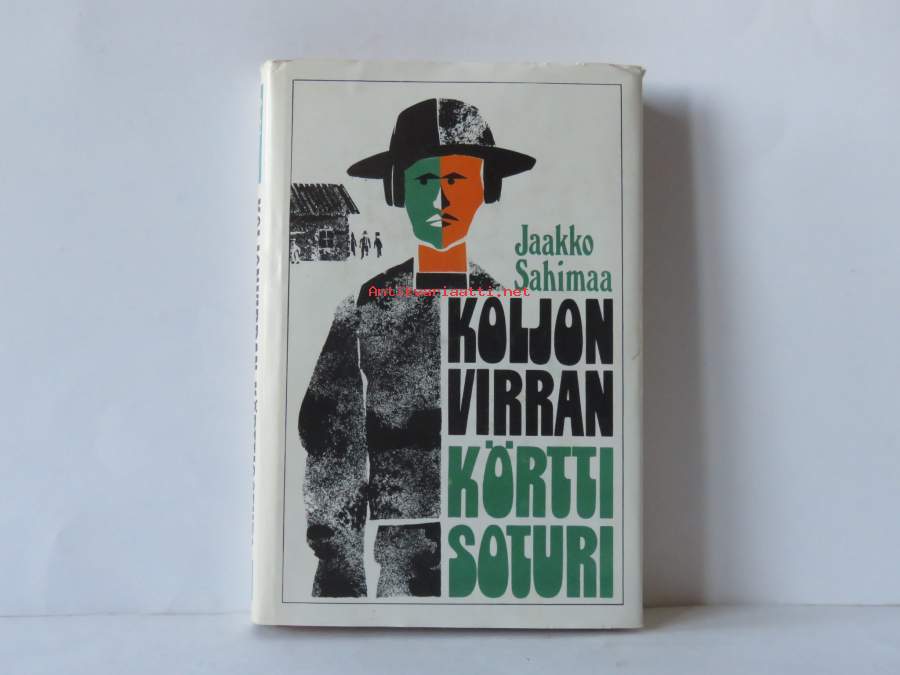 Jaakko
Sahimaa
Antikvariaatti.net
KOLJON
VIRRAN
KÖRTTI
SOTURI